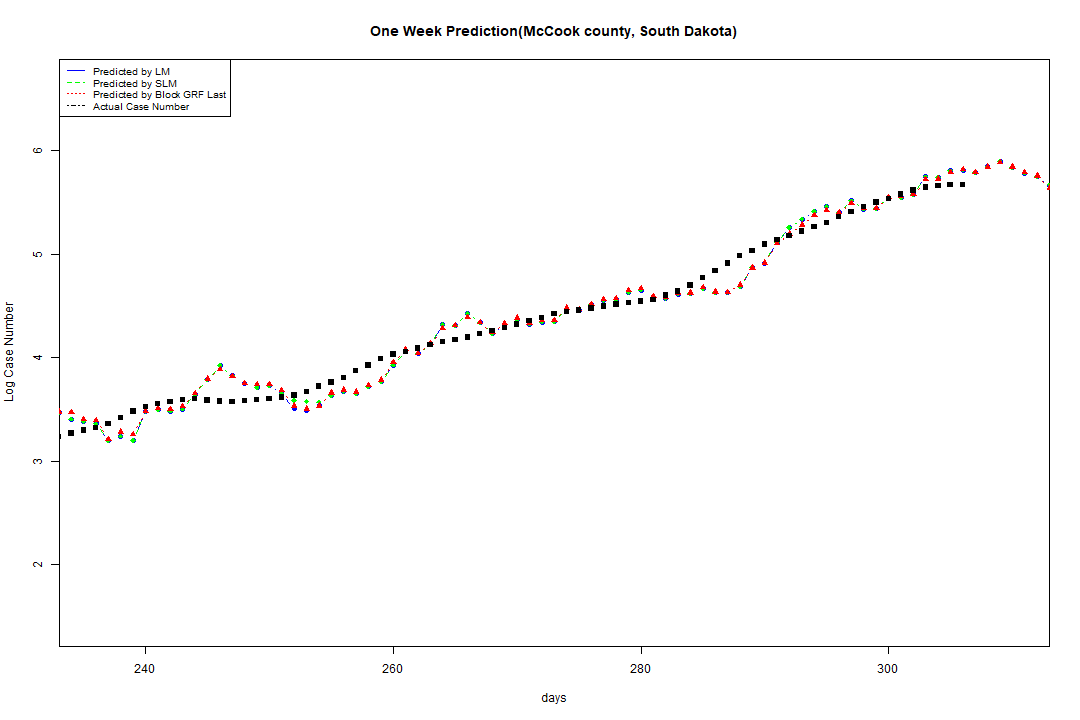 One Week Prediction(McCook county, South Dakota)
Predicted by LM
Predicted by SLM
Predicted by Block GRF Last
Actual Case Number
6
5
4
3
2
Log Case Number
240 260 280 300
days